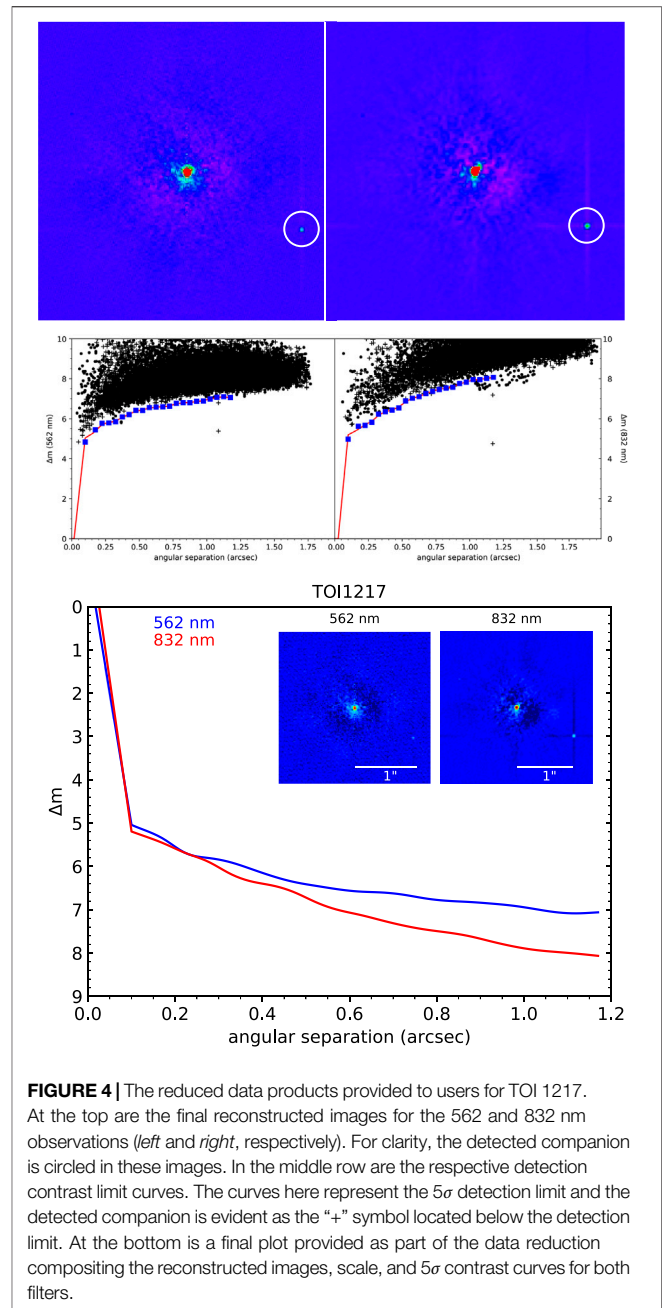 10
8
6
4
2
0
Δm (562 nm)
0.00 0.25 0.50 0.75 1.00 1.25 1.50 1.75
angular separation (arcsec)
10
8
6
4
2
0
Δm (832 nm)
0.00 0.25 0.50 0.75 1.00 1.25 1.50 1.75
angular separation (arcsec)
TOI1217
562 nm
832 nm
562 nm
832 nm
1"
1"
0
1
2
3
4
5
6
7
8
9
Δm
0.0 0.2 0.4 0.6 0.8 1.0 1.2
angular separation (arcsec)
FIGURE 4 | The reduced data products provided to users for TOI 1217.
At the top are the final reconstructed images for the 562 and 832 nm
observations (left and right, respectively). For clarity, the detected companion
is circled in these images. In the middle row are the respective detection
contrast limit curves. The curves here represent the 5σ detection limit and the
detected companion is evident as the “+” symbol located below the detection
limit. At the bottom is a final plot provided as part of the data reduction
compositing the reconstructed images, scale, and 5σ contrast curves for both
filters.